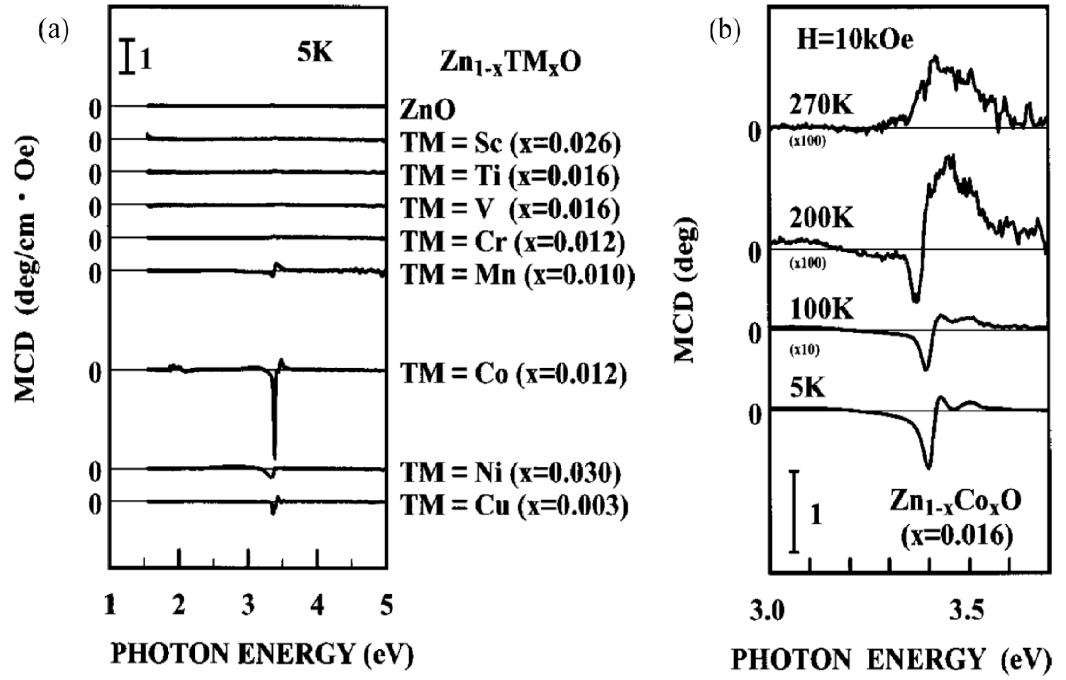 (a)
1
5K
Zn1-xTMxO
0 ZnO
0 TM = Sc (x=0.026)
0 TM = Ti (x=0.016)
0 TM = V (x=0.016)
0 TM = Cr (x=0.012)
0 TM = Mn (x=0.010)
0 TM = Co (x=0.012)
0 TM = Ni (x=0.030)
0 TM = Cu (x=0.003)
MCD (deg/cm・Oe)
1 2 3 4 5
PHOTON ENERGY (eV)
(b)
H=10kOe
270K
0
(x100)
200K
0
(x100)
100K
0
(x10)
5K
0
1
Zn1-xCoxO
(x=0.016)
MCD (deg)
3.0 3.5
PHOTON ENERGY (eV)